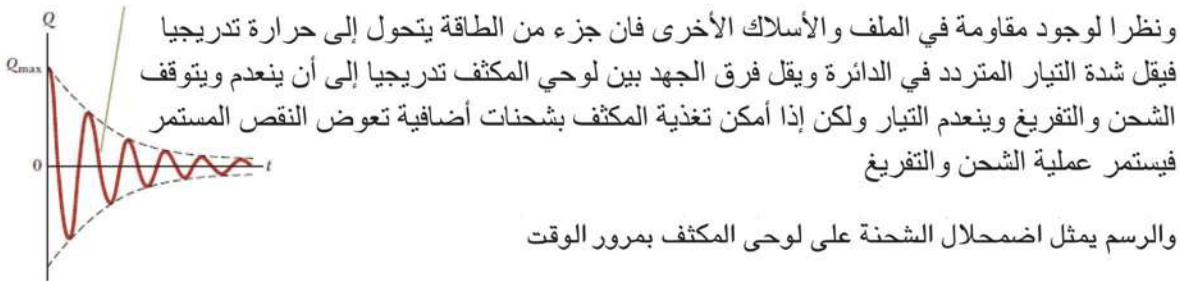 ونظرا لوجود مقاومة في الملف والأسلاك الأخرى فان جزء من الطاقة يتحول إلى حرارة تدريجيا
فيقل شدة التيار المتردد في الدائرة ويقل فرق الجهد بين لوحي المكثف تدريجيا إلى أن ينعدم ويتوقف
الشحن والتفريغ وينعدم التيار ولكن إذا أمكن تغذية المكثف بشحنات أضافية تعوض النقص المستمر
فيستمر عملية الشحن والتفريغ
والرسم يمثل اضمحلال الشحنة على لوحى المكثف بمرور الوقت
Q
Qmax
0
t